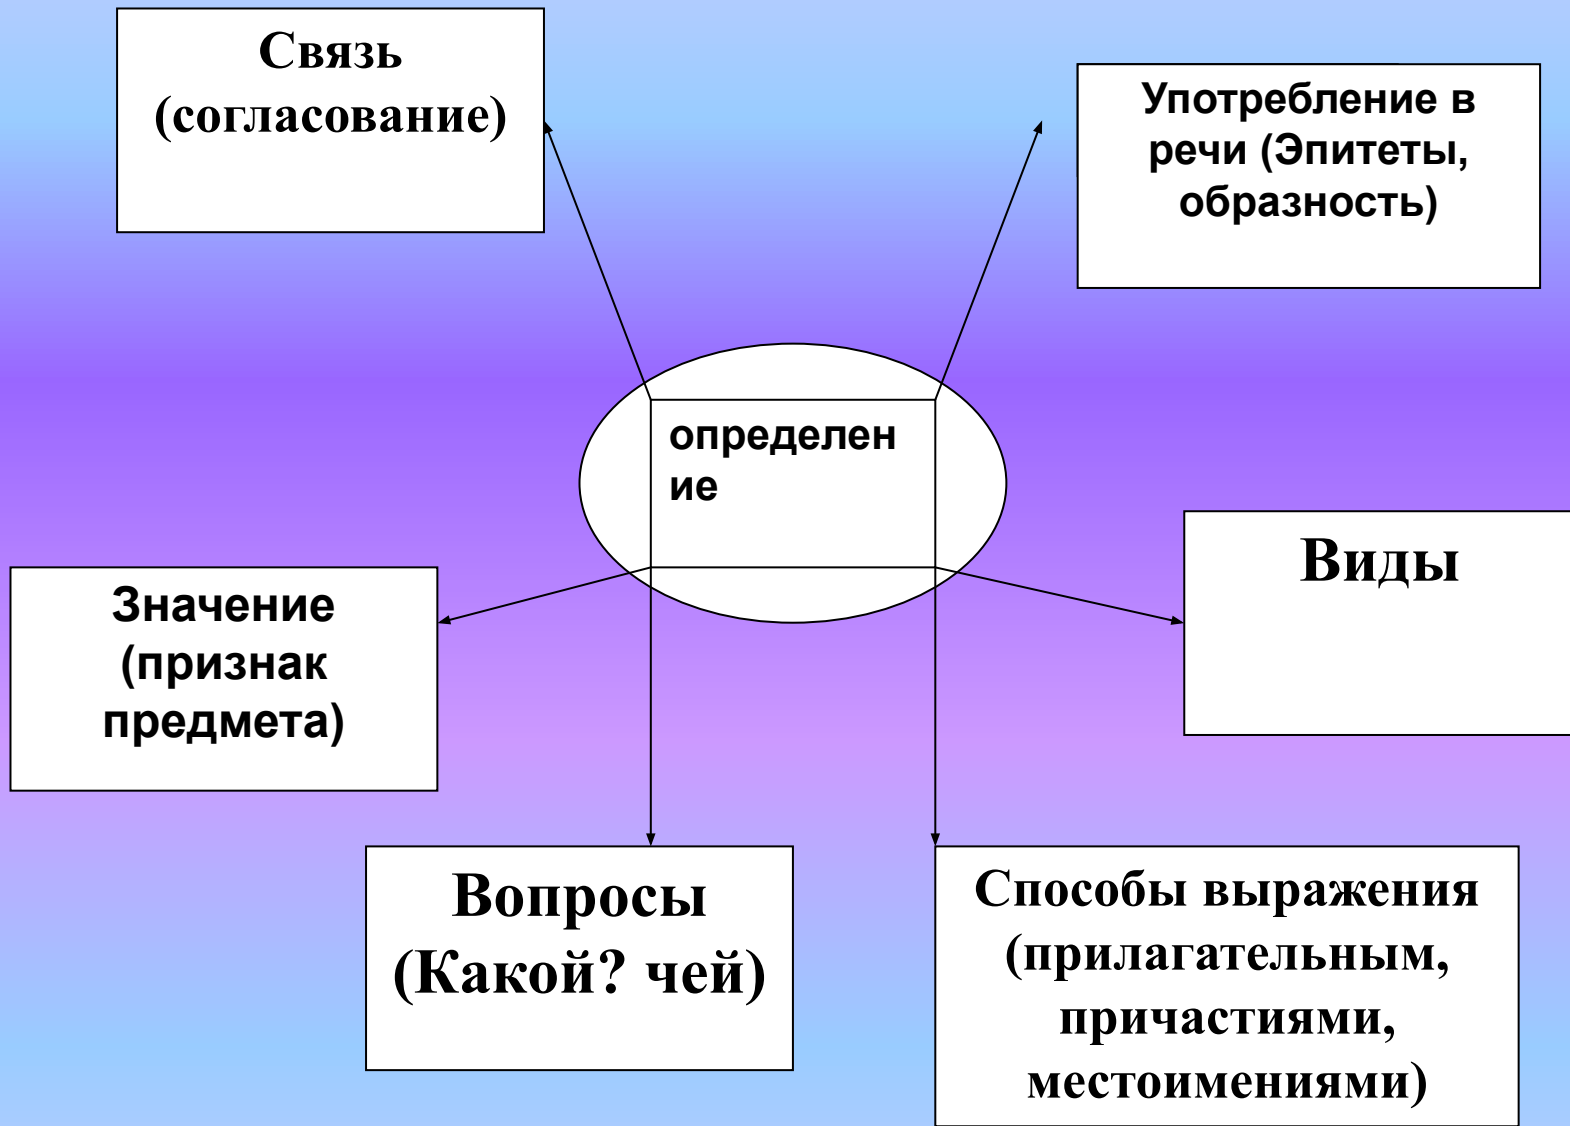 Связь
(согласование)
Употребление в
речи (Эпитеты,
образность)
определен
ие
Виды
Значение
(признак
предмета)
Вопросы
(Какой? чей)
Способы выражения
(прилагательным,
причастиями,
местоимениями)